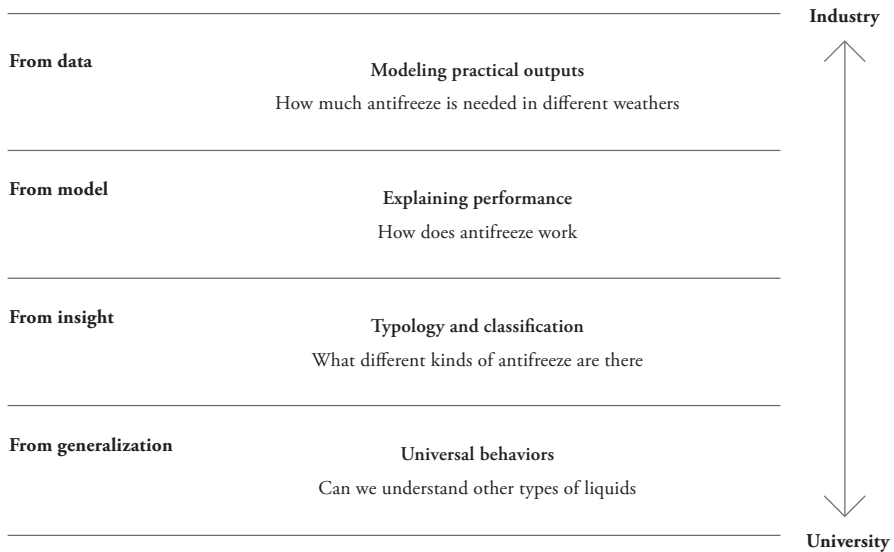 Industry
From data
Modeling practical outputs
How much antifreeze is needed in different weathers
From model
Explaining performance
How does antifreeze work
From insight
Typology and classification
What different kinds of antifreeze are there
From generalization
Universal behaviors
Can we understand other types of liquids
University